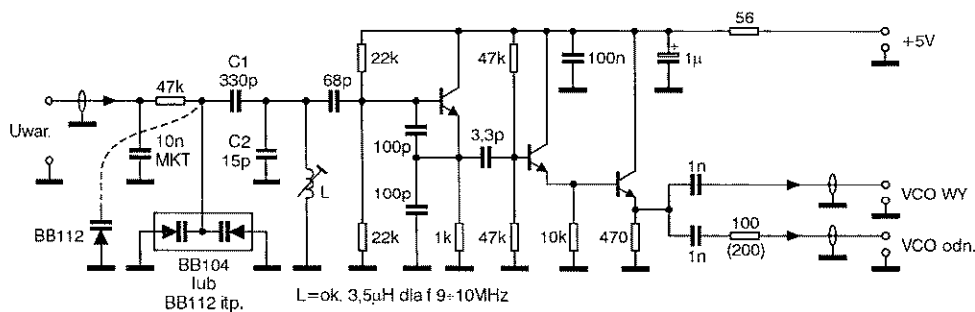 56
+5V
22k
47k
100n
1µ
C1
330p
68p
47k
Uwar.
10n
MKT
C2
15p
L
100p
3,3p
100p
1n
VCO WY
BB112
22k
1k
47k
10k
470
1n
100
(200)
VCO odn.
BB104
lub
BB112 itp.
L=ok. 3,5µH dla f 9÷10MHz